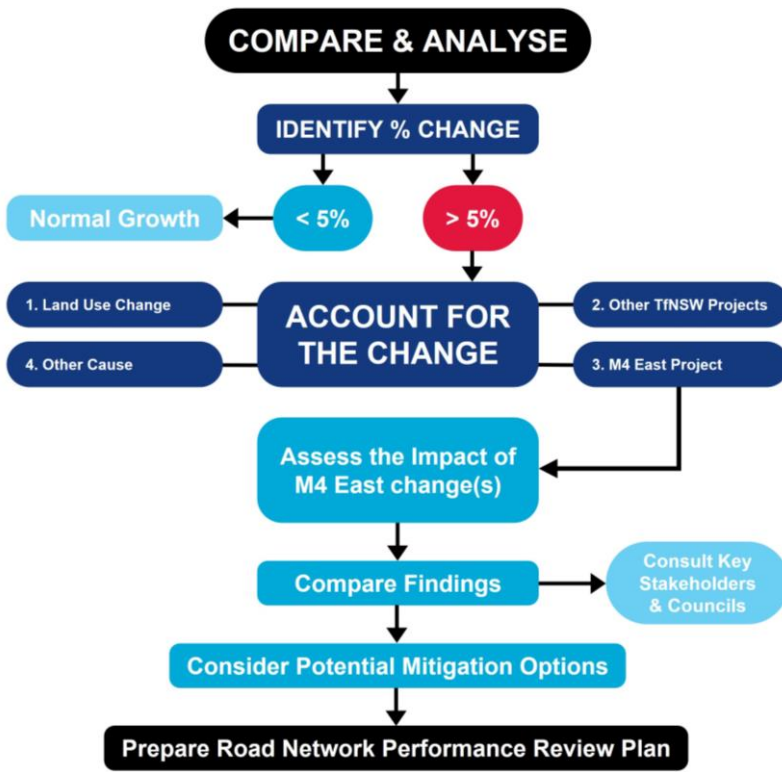 COMPARE & ANALYSE
IDENTIFY % CHANGE
Normal Growth
< 5%
> 5%
1. Land Use Change
ACCOUNT FOR
THE CHANGE
2. Other TfNSW Projects
4. Other Cause
3. M4 East Project
Assess the Impact of
M4 East change(s)
Compare Findings
Consult Key
Stakeholders
& Councils
Consider Potential Mitigation Options
Prepare Road Network Performance Review Plan